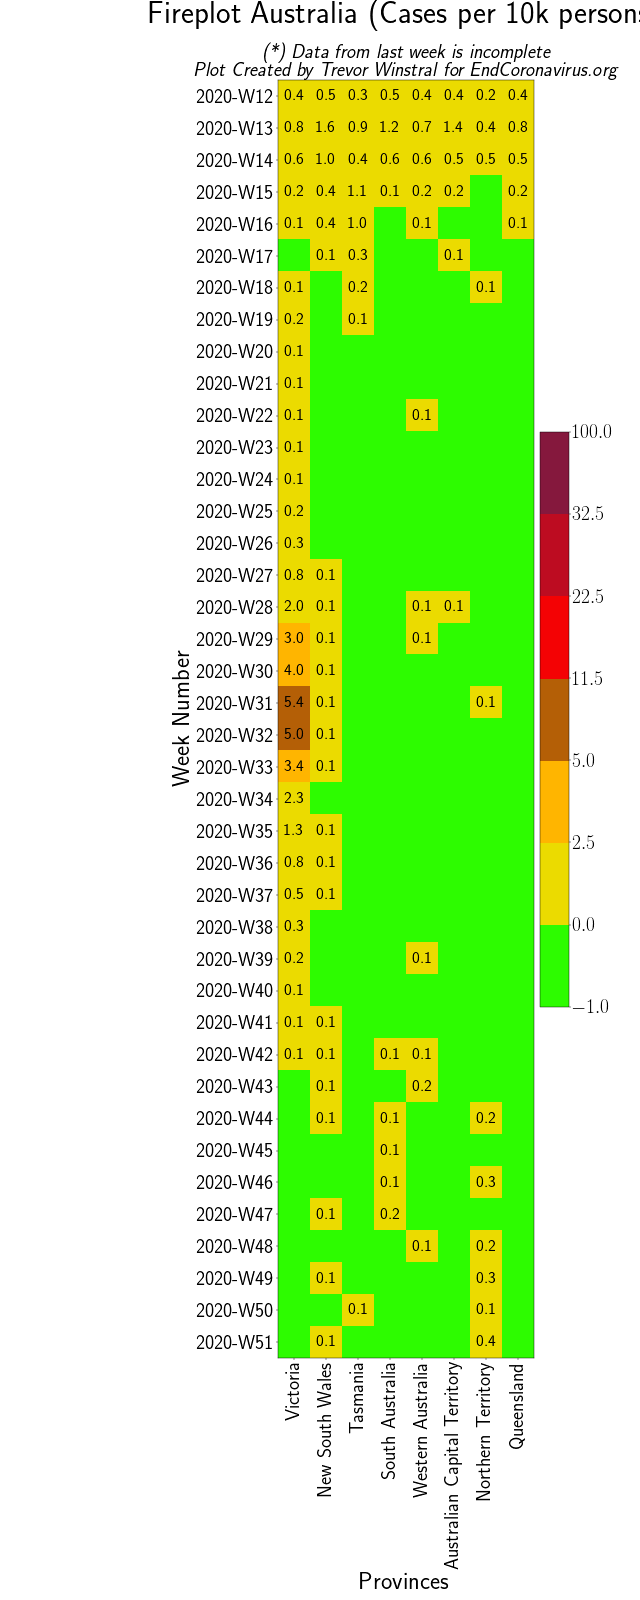 Fireplot Australia (Cases per 10k persons
(*) Data from last week is incomplete
Plot Created by Trevor Winstral for EndCoronavirus.org
2020-W12 0.4 0.5 0.3 0.5 0.4 0.4 0.2 0.4
2020-W13 0.8 1.6 0.9 1.2 0.7 1.4 0.4 0.8
2020-W14 0.6 1.0 0.4 0.6 0.6 0.5 0.5 0.5
2020-W15 0.2 0.4 1.1 0.1 0.2 0.2 0.2
2020-W16 0.1 0.4 1.0 0.1 0.1
2020-W17 0.1 0.3 0.1
2020-W18 0.1 0.2 0.1
2020-W19 0.2 0.1
2020-W20 0.1
2020-W21 0.1
2020-W22 0.1 0.1
2020-W23 0.1
2020-W24 0.1
2020-W25 0.2
2020-W26 0.3
2020-W27 0.8 0.1
2020-W28 2.0 0.1 0.1 0.1
2020-W29 3.0 0.1 0.1
2020-W30 4.0 0.1
2020-W31 5.4 0.1 0.1
2020-W32 5.0 0.1
2020-W33 3.4 0.1
2020-W34 2.3
2020-W35 1.3 0.1
2020-W36 0.8 0.1
2020-W37 0.5 0.1
2020-W38 0.3
2020-W39 0.2 0.1
2020-W40 0.1
2020-W41 0.1 0.1
2020-W42 0.1 0.1 0.1 0.1
2020-W43 0.1 0.2
2020-W44 0.1 0.1 0.2
2020-W45 0.1
2020-W46 0.1 0.3
2020-W47 0.1 0.2
2020-W48 0.1 0.2
2020-W49 0.1 0.3
2020-W50 0.1 0.1
2020-W51 0.1 0.4
Week Number
100.0
32.5
22.5
11.5
5.0
2.5
0.0
−1.0
Victoria
New South Wales
Tasmania
South Australia
Western Australia
Australian Capital Territory
Northern Territory
Queensland
Provinces